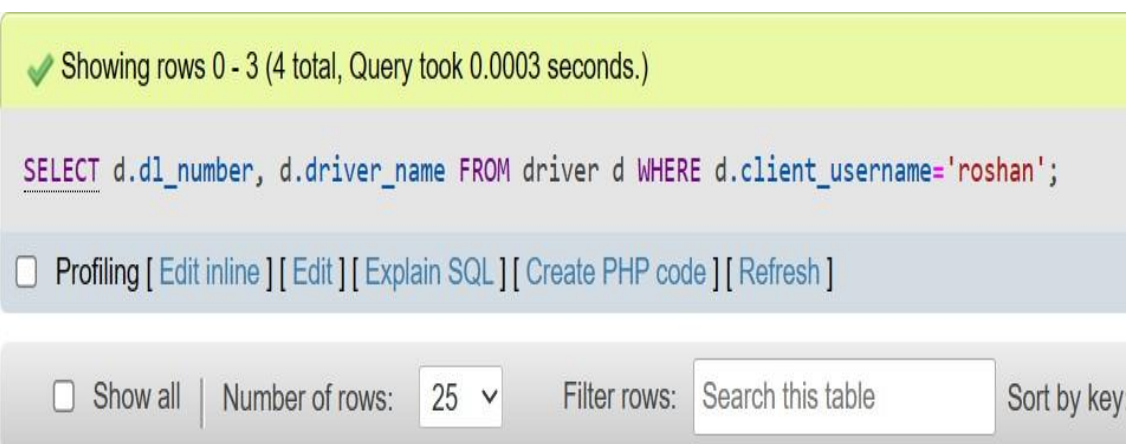 Showing rows 0 - 3 (4 total, Query took 0.0003 seconds.)
SELECT d.dl_number, d.driver_name FROM driver d WHERE d.client_username='roshan';
Profiling [ Edit inline ] [ Edit ] [ Explain SQL ] [ Create PHP code ] [ Refresh ]
Show all | Number of rows: 25 Filter rows: Search this table Sort by key: